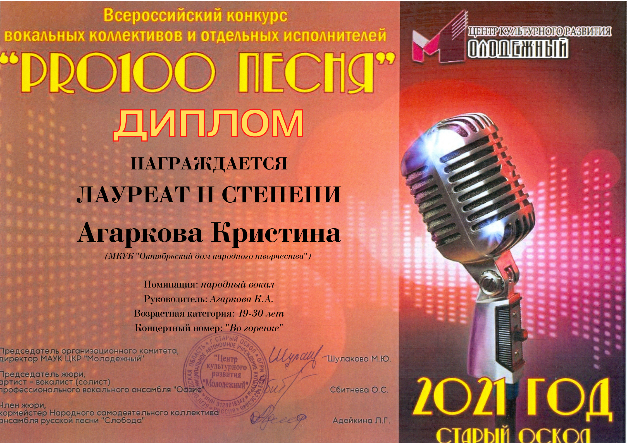 Всероссийский конкурс
вокальных коллективов и отдельных исполнителей
"PRO100 ПЕСНЯ"
ДИПЛОМ
НАГРАЖДАЕТСЯ
ЛАУРЕАТ II СТЕПЕНИ
Агаркова Кристина
(МКУК "Октябрьский дом народного творчества")
Номинация: народный вокал
Руководитель: Агаркова К.А.
Возрастная категория: 19-30 лет
Концертный номер: "Во горенке"
Председатель организационного комитета,
директор МАУК ЦКР "Молодежный"
Шулакова М.Ю.
Председатель жюри,
артист - вокалист (солист)
профессионального вокального ансамбля
Сбитнева О.С.
Член жюри,
хормейстер Народного самодеятельного коллектива
ансамбля русской песни "Слобода"
Адайкина Л.Г.
"Центр
культурного
развития
"Молодежный"
ЦЕНТР КУЛЬТУРНОГО РАЗВИТИЯ
МОЛОДЕЖНЫЙ
2021 ГОД
СТАРЫЙ ОСКОЛ